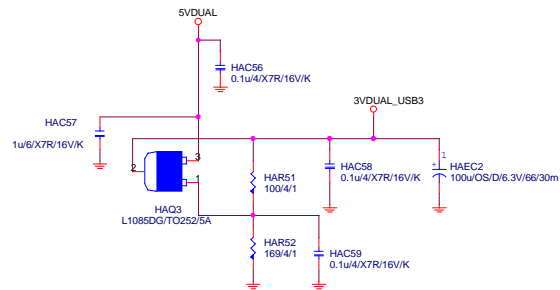 5VDUAL
HAC56
0.1u/4/X7R/16V/K
3VDUAL_USB3
HAC57
1u/6/X7R/16V/K
2
3
1
1
+
HAR51
100/4/1
HAC58
0.1u/4/X7R/16V/K
HAEC2
100u/OS/D/6.3V/66/30m
HAQ3
L1085DG/TO252/5A
HAR52
169/4/1
HAC59
0.1u/4/X7R/16V/K